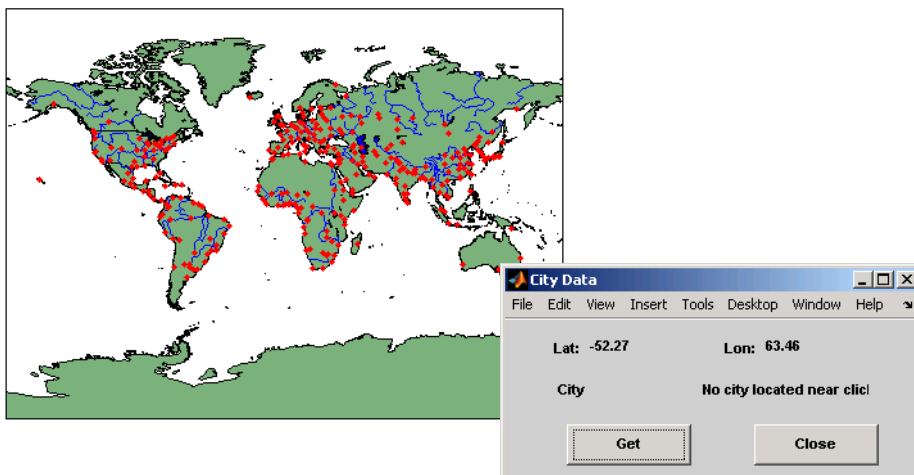 City Data
File Edit View Insert Tools Desktop Window Help
Lat: -52.27 Lon: 63.46
City No city located near clic
Get Close